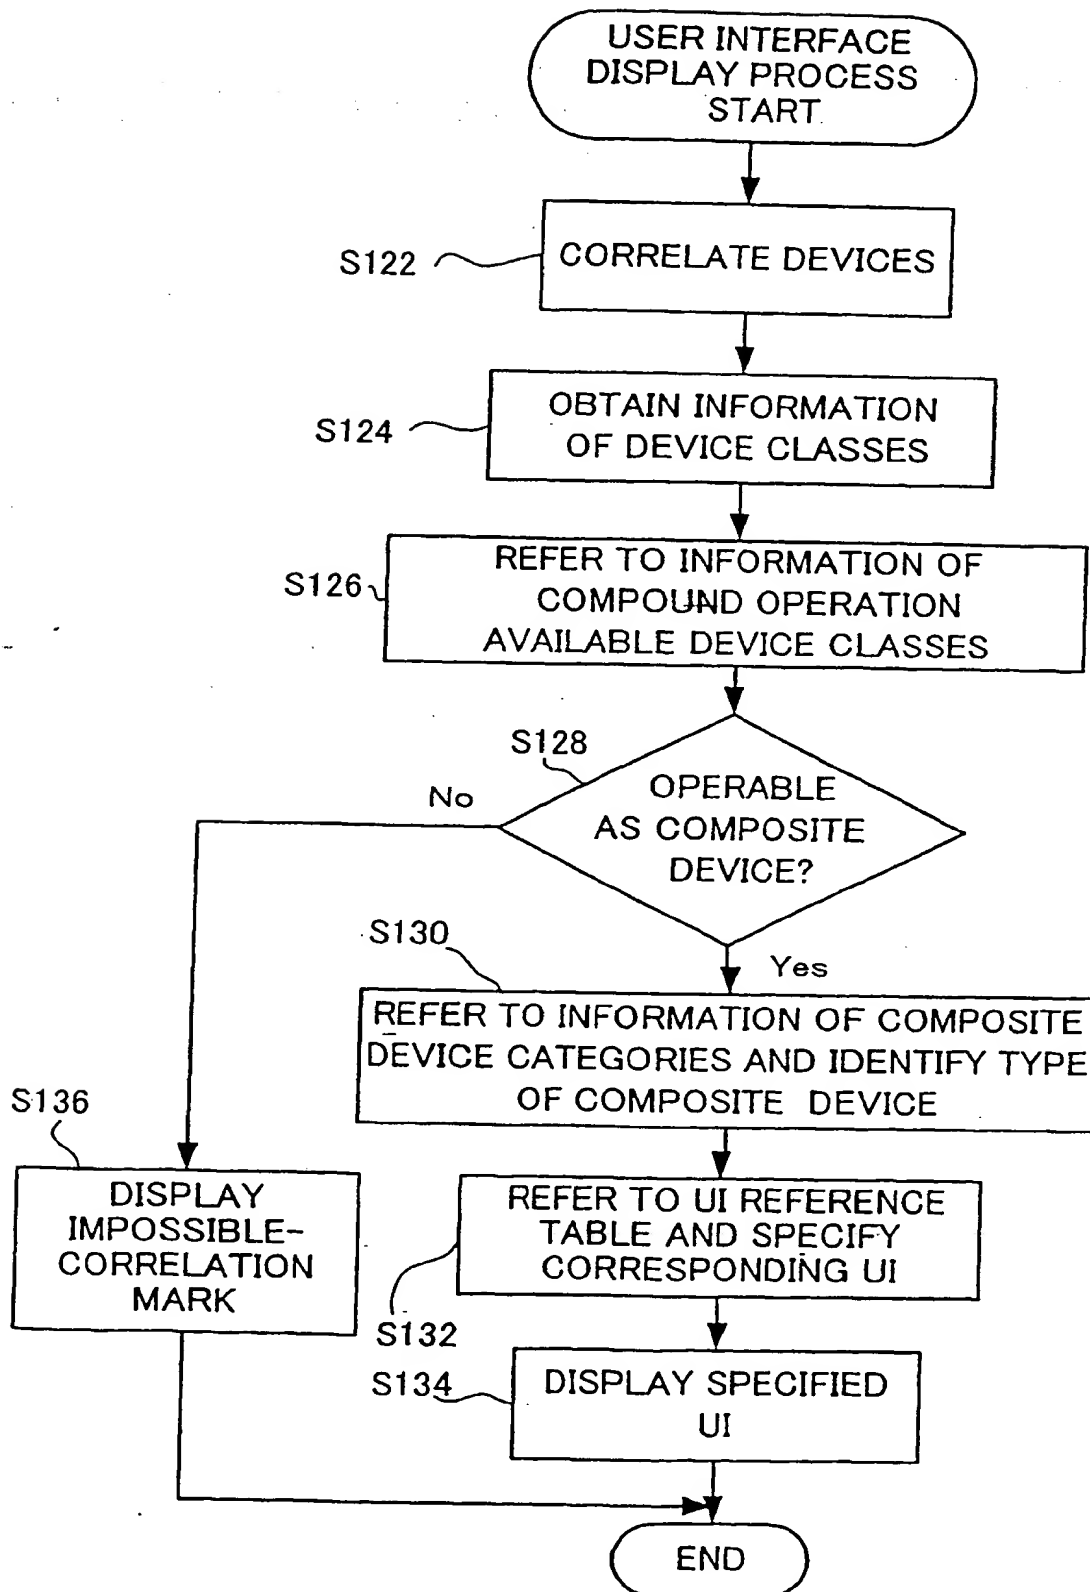 USER INTERFACE
DISPLAY PROCESS
START
S122
CORRELATE DEVICES
S124
OBTAIN INFORMATION
OF DEVICE CLASSES
S126
REFER TO INFORMATION OF
COMPOUND OPERATION
AVAILABLE DEVICE CLASSES
S128
No
OPERABLE
AS COMPOSITE
DEVICE?
S130
Yes
REFER TO INFORMATION OF COMPOSITE
DEVICE CATEGORIES AND IDENTIFY TYPE
OF COMPOSITE DEVICE
S136
DISPLAY
IMPOSSIBLE-
CORRELATION
MARK
REFER TO UI REFERENCE
TABLE AND SPECIFY
CORRESPONDING UI
S132
S134
DISPLAY SPECIFIED
UI
END